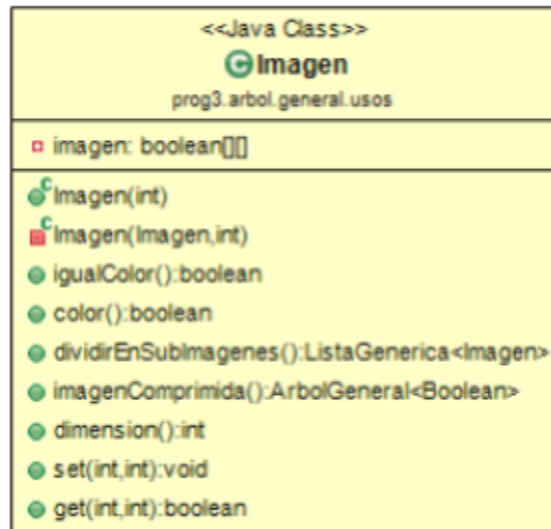 <<Java Class>>
C Imagen
prog3.arbol.general.usos
imagen: boolean[][]
C Imagen(int)
C Imagen(Imagen,int)
igualColor():boolean
color():boolean
dividirEnSubImagenes():ListaGenerica<Imagen>
imagenComprimida():ArbolGeneral<Boolean>
dimension():int
set(int,int):void
get(int,int):boolean